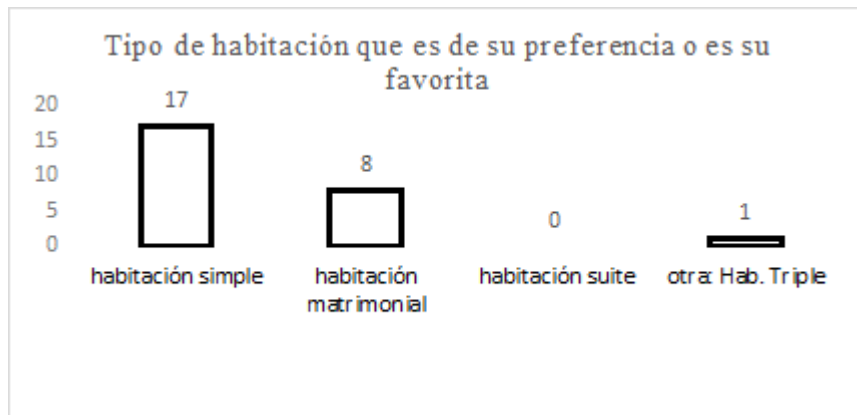 Tipo de habitación que es de su preferencia o es su
favorita
20
15
10
5
0
17
8
0
1
habitación simple
habitación
matrimonial
habitación suite
otra: Hab. Triple